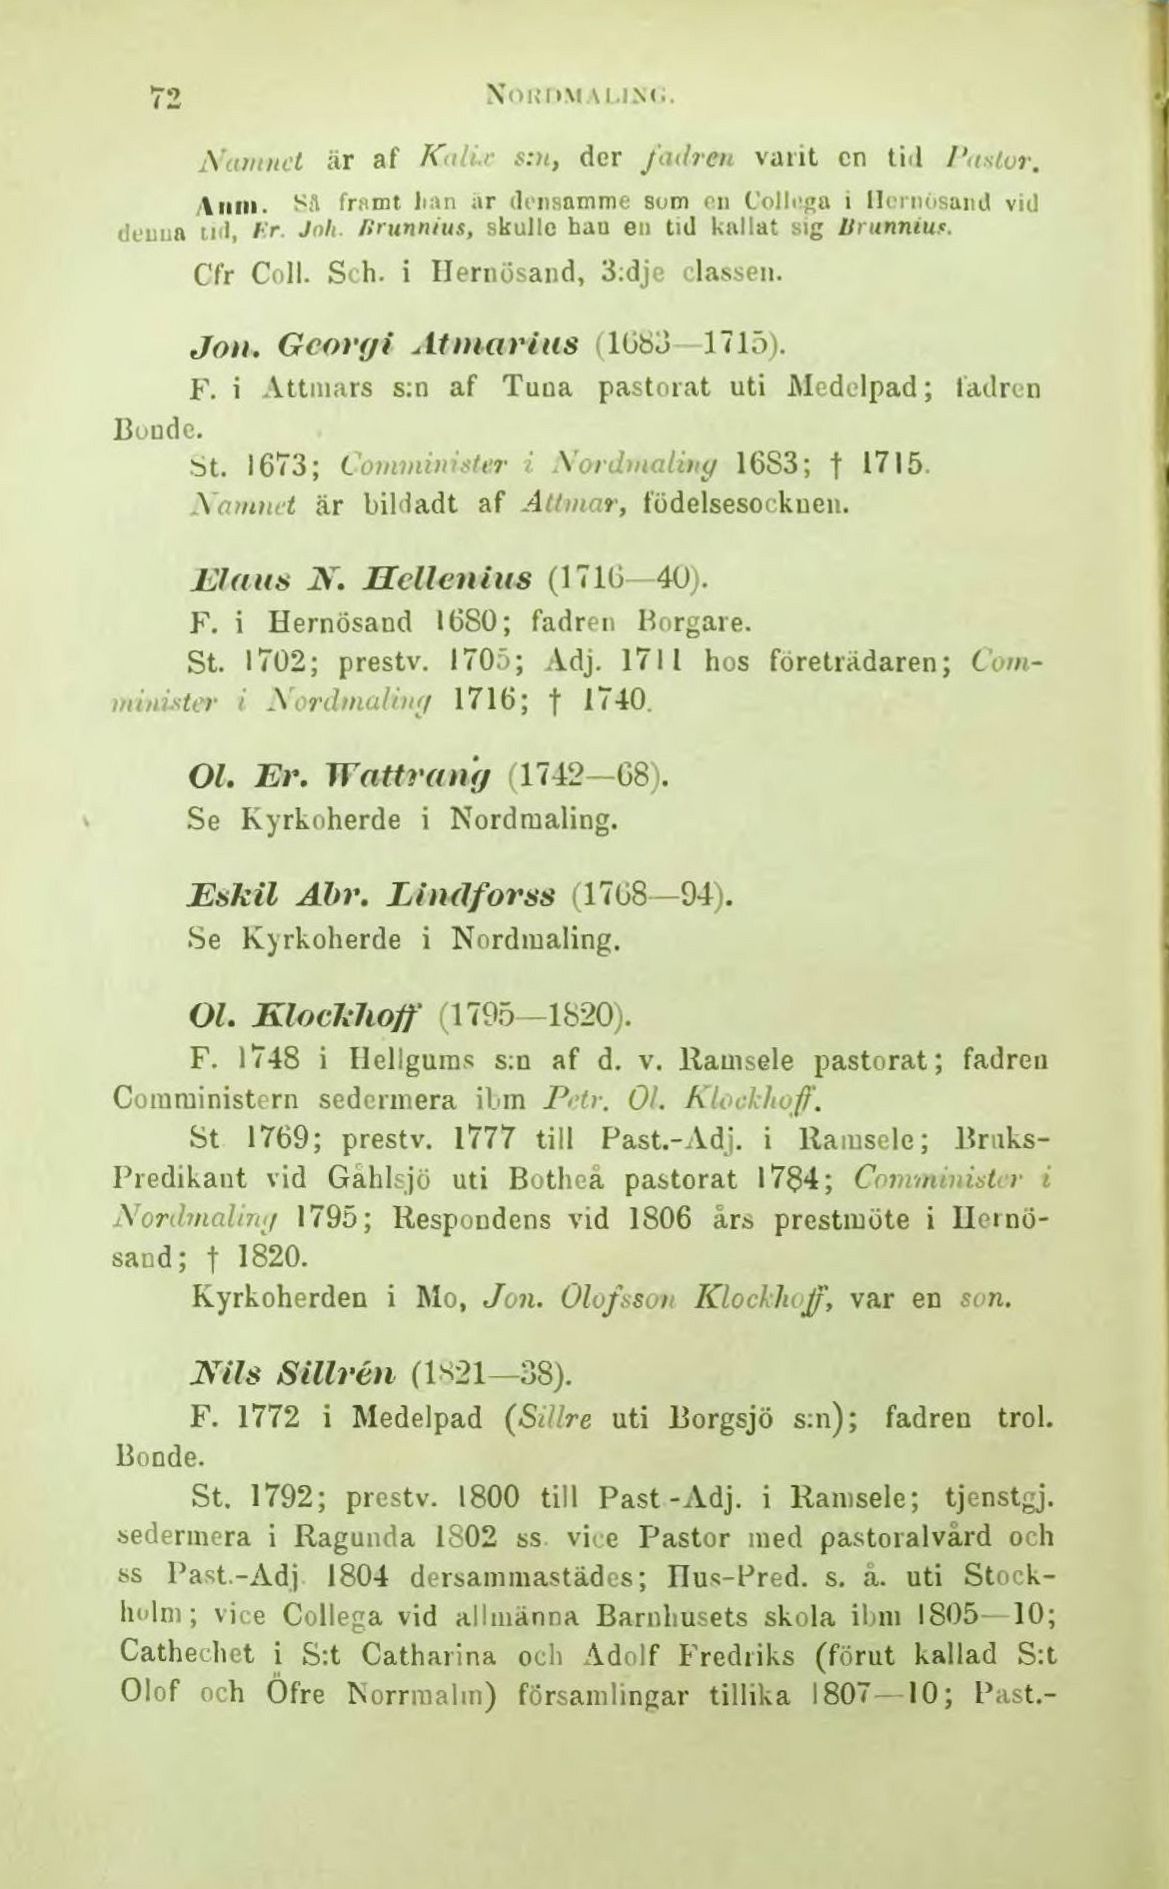 72 NORDMALING.
Namnet är af Kalix s:n, der fadren varit en tid Pastor.
Anm. Så framt han är densamme som en Collega i Hernösand vid
denna tid, Er. Joh. Brunnius, skulle han en tid kallat sig Brunnius.
Cfr Coll. Sch. i Hernösand, 3:dje classen.
Jon. Georgi Atmarius (1683—1715).
F. i Attmars s:n af Tuna pastorat uti Medelpad; fadren
Bonde.
St. 1673; Comminister i Nordmaling 1683; † 1715.
Namnet är bildadt af Attmar, födelsesocknen.
Elaus N. Hellenius (1716—40).
F. i Hernösand 1680; fadren Borgare.
St. 1702; prestv. 1705; Adj. 1711 hos företrädaren; Com-
minister i Nordmaling 1716; † 1740.
Ol. Er. Wattrang (1742—68).
Se Kyrkoherde i Nordmaling.
Eskil Abr. Lindforss (1768—94).
Se Kyrkoherde i Nordmaling.
Ol. Klockhoff (1795—1820).
F. 1748 i Hellgums s:n af d. v. Ramsele pastorat; fadren
Comministern sedermera ibm Petr. Ol. Klockhoff.
St 1769; prestv. 1777 till Past.-Adj. i Ramsele; Bruks-
Predikant vid Gåhlsjö uti Botheå pastorat 1784; Comminister i
Nordmaling 1795; Respondens vid 1806 års prestmöte i Hernö-
sand; † 1820.
Kyrkoherden i Mo, Jon. Olofsson Klockhoff, var en son.
Nils Sillrén (1821—38).
F. 1772 i Medelpad (Sillre uti Borgsjö s:n); fadren trol.
Bonde.
St. 1792; prestv. 1800 till Past.-Adj. i Ramsele; tjenstgj.
sedermera i Ragunda 1802 ss. vice Pastor med pastoralvård och
ss Past.-Adj. 1804 dersammastädes; Hus-Pred. s. å. uti Stock-
holm; vice Collega vid allmänna Barnhusets skola ibm 1805—10;
Cathechet i S:t Catharina och Adolf Fredriks (förut kallad S:t
Olof och Öfre Norrmalm) församlingar tillika 1807—10; Past.-